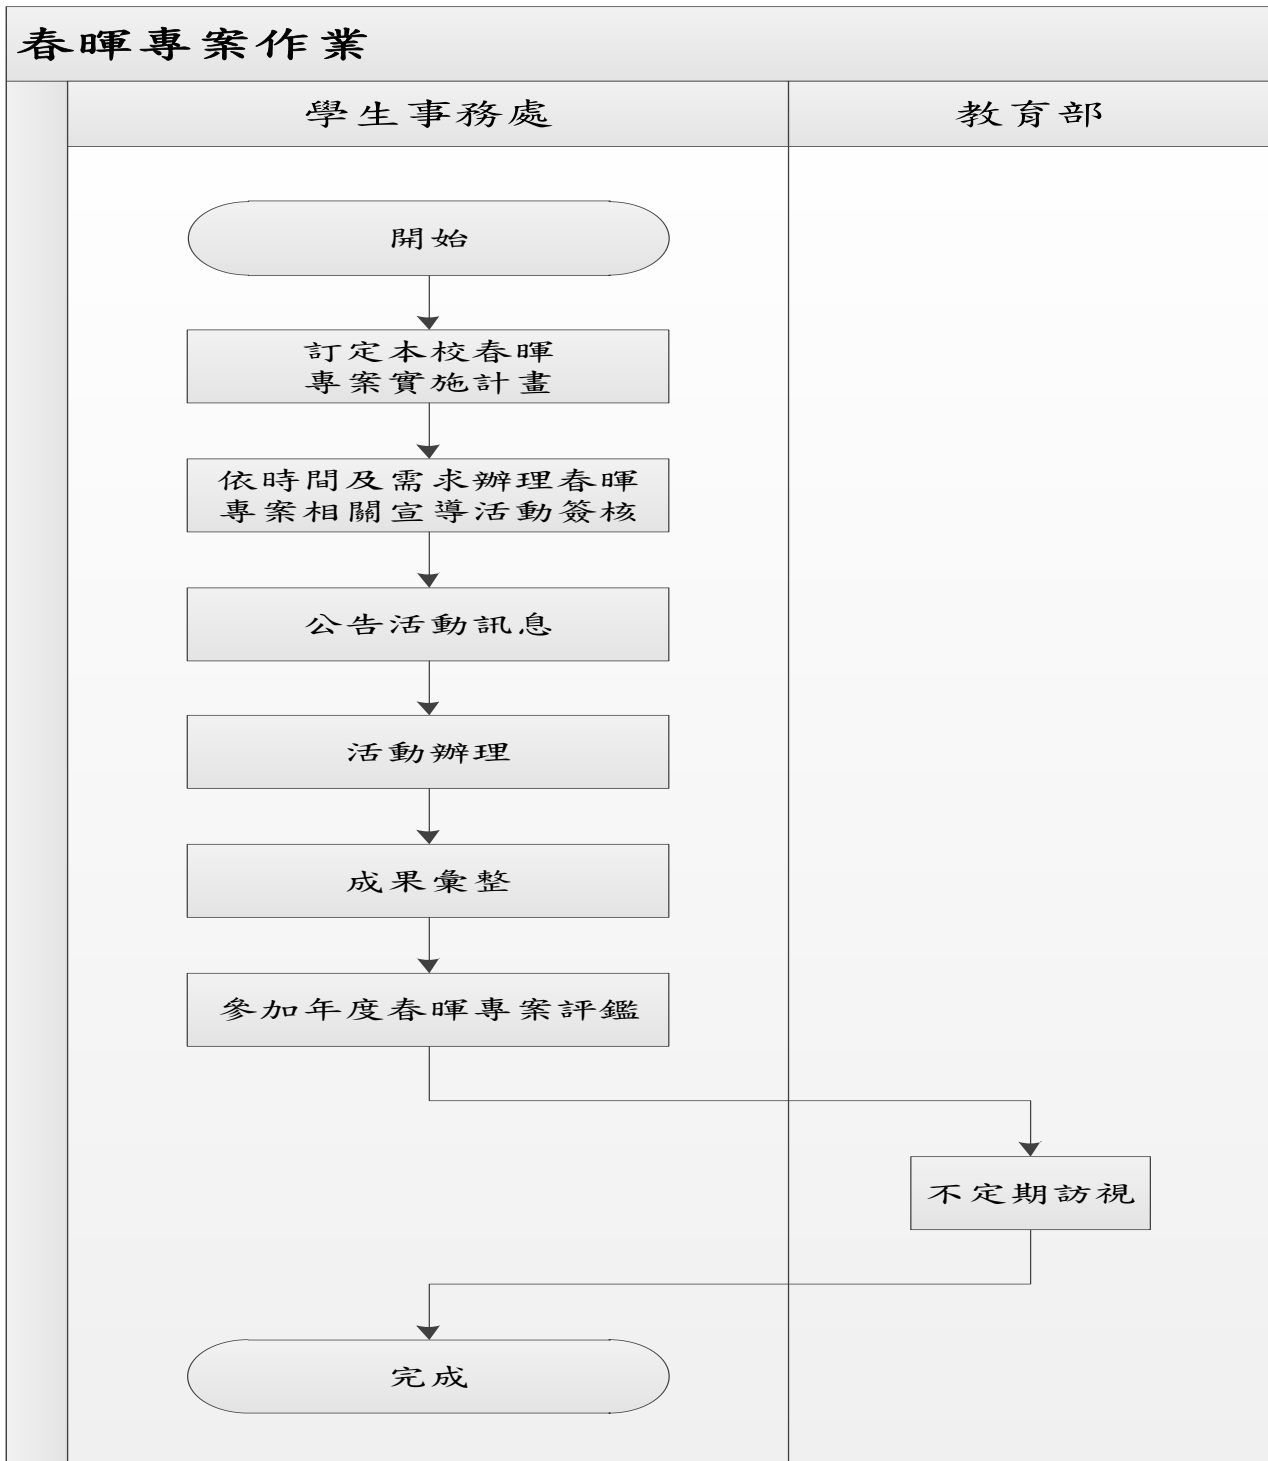 春暉專案作業
學生事務處
教育部
開始
訂定本校春暉
專案實施計畫
依時間及需求辦理春暉
專案相關宣導活動簽核
公告活動訊息
活動辦理
成果彙整
參加年度春暉專案評鑑
不定期訪視
完成